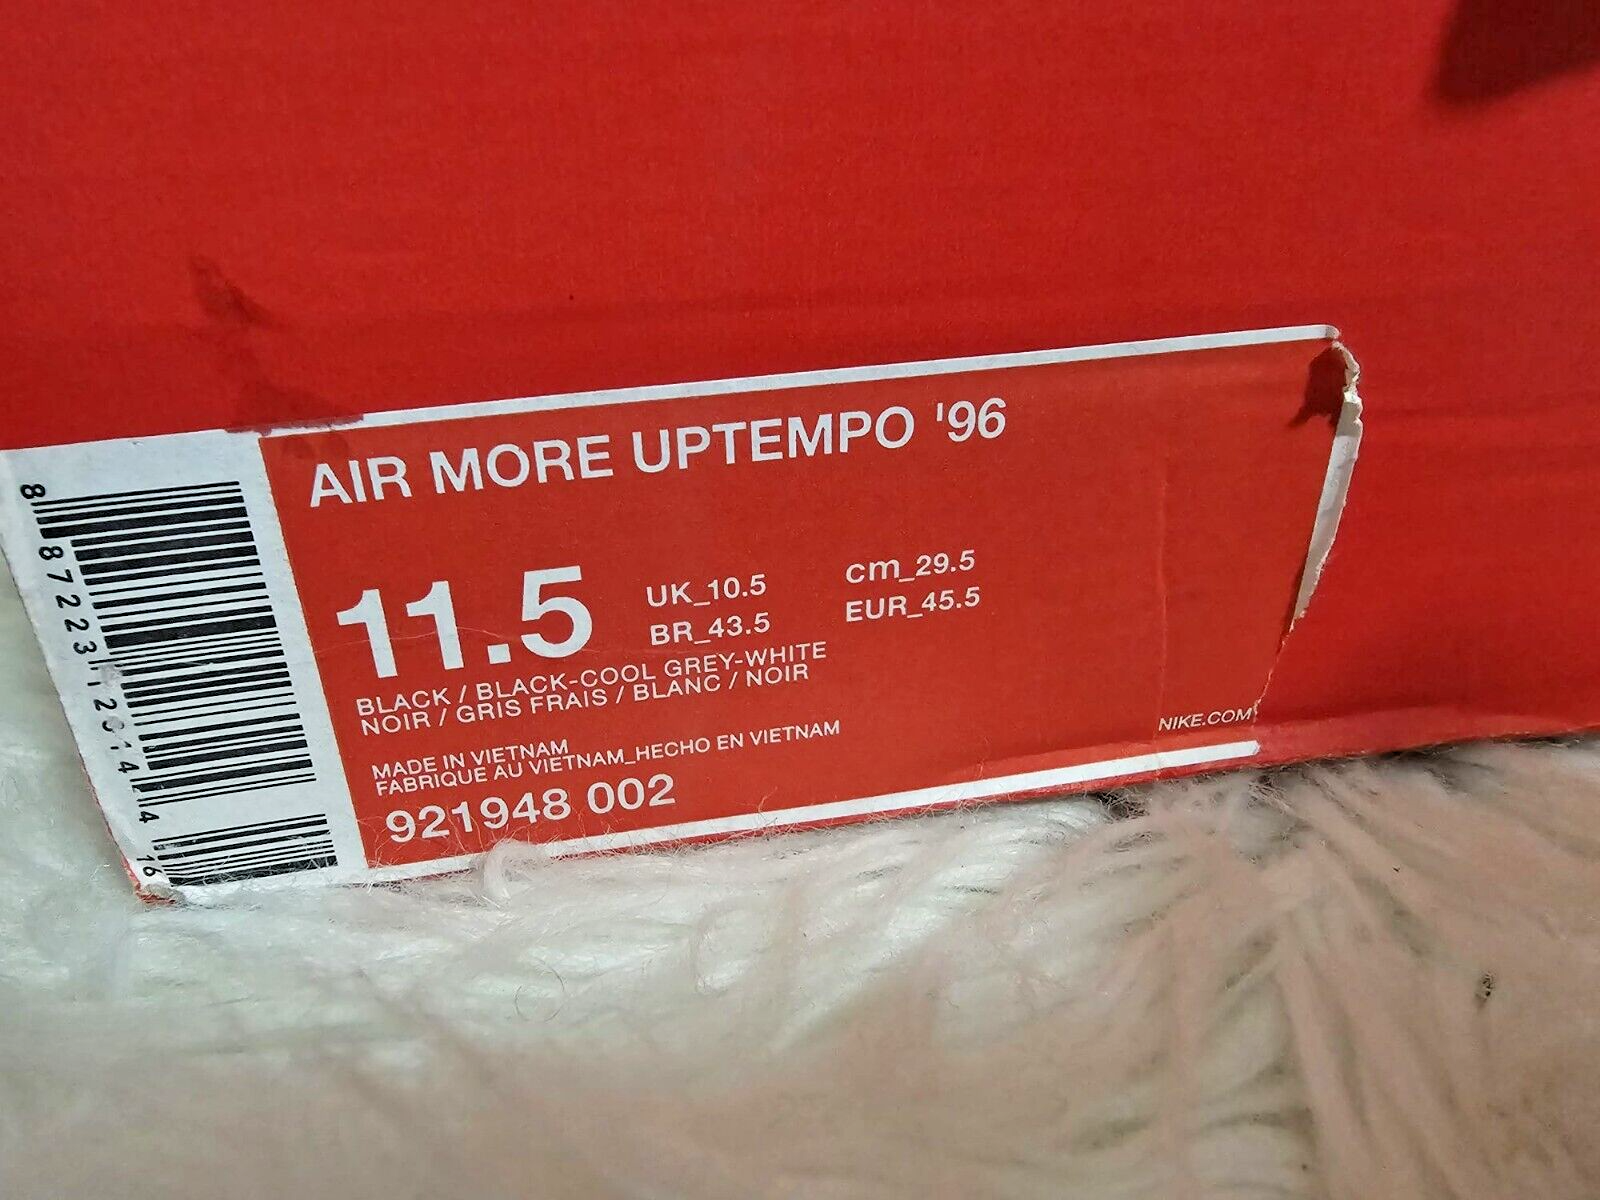 AIR MORE UPTEMPO '96
11.5
UK_10.5 cm_29.5
BR_43.5 EUR_45.5
BLACK / BLACK-COOL GREY-WHITE
NOIR / GRIS FRAIS / BLANC / NOIR
MADE IN VIETNAM
FABRIQUE AU VIETNAM_HECHO EN VIETNAM
921948 002
NIKE.COM
16